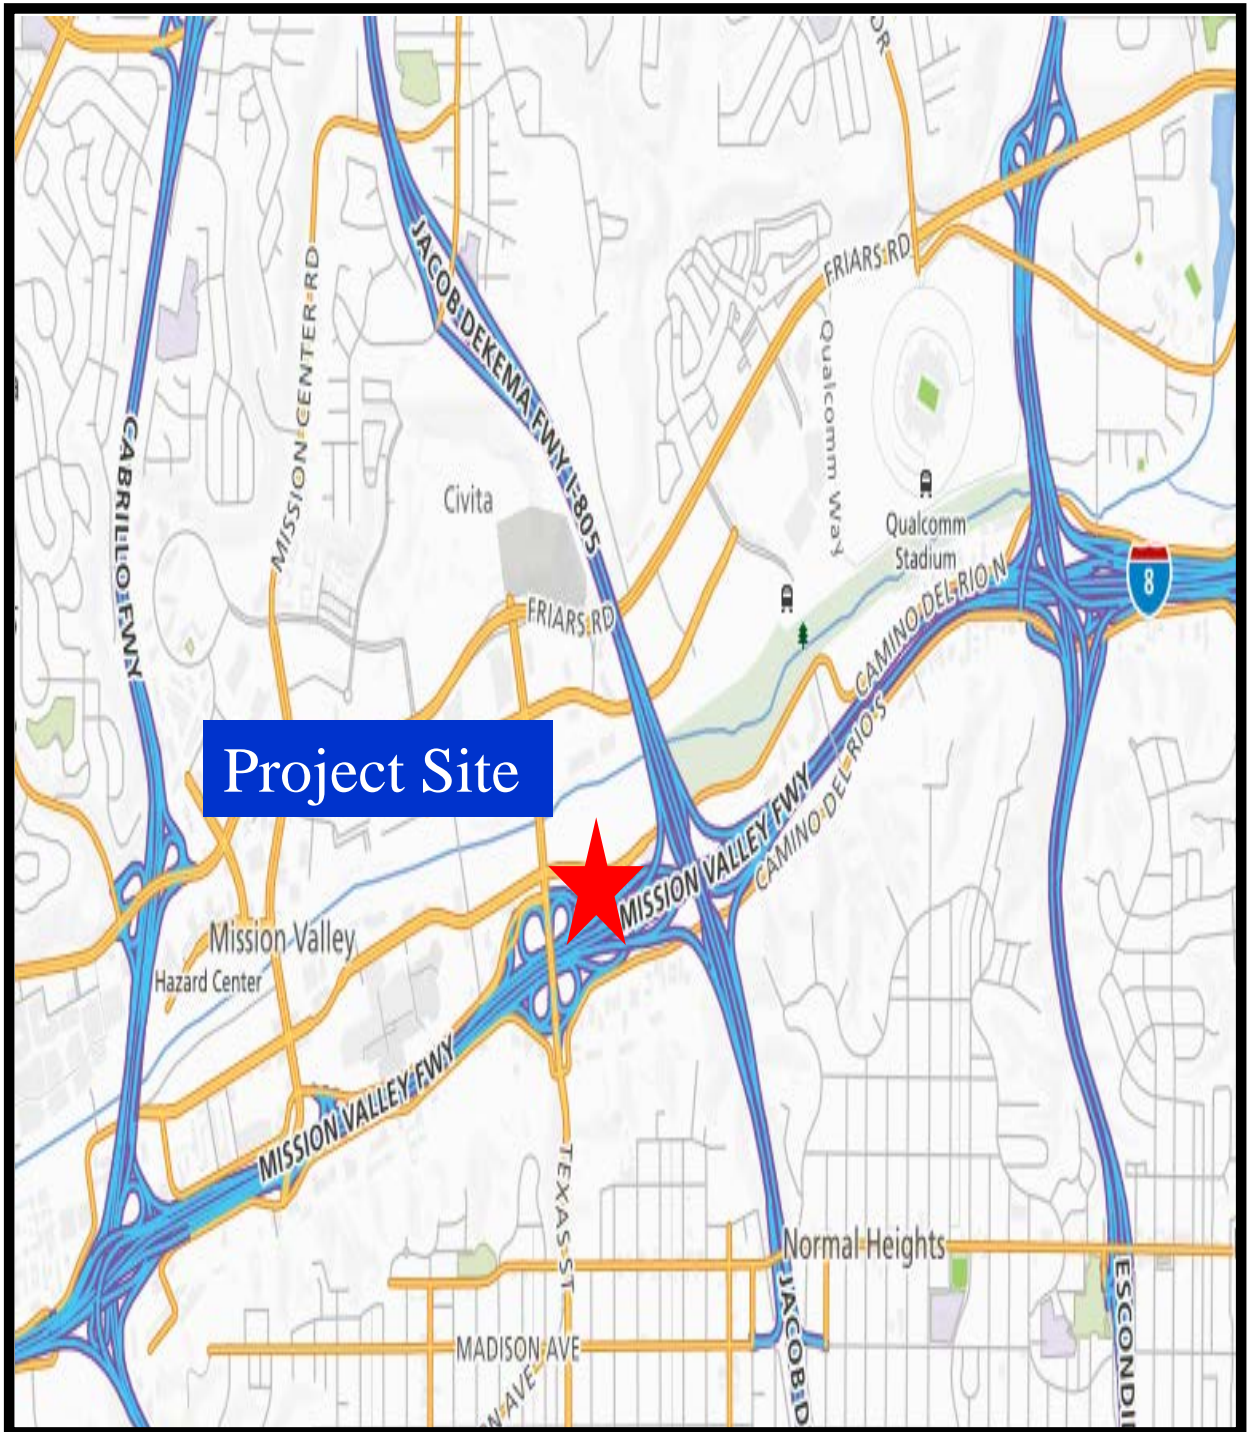 DR
FRIARS RD
JACOB DEKEMA FWY I-805
MISSION CENTER RD
Qualcomm Way
CABRILLO FWY
Civita
Qualcomm
Stadium
8
CAMINO DEL RIO N
FRIARS RD
CAMINO DEL RIO S
Project Site
MISSION VALLEY FWY
Mission Valley
Hazard Center
MISSION VALLEY FWY
TEXAS ST
Normal Heights
JACOB D
ESCONDI
MADISON AVE
N AVE